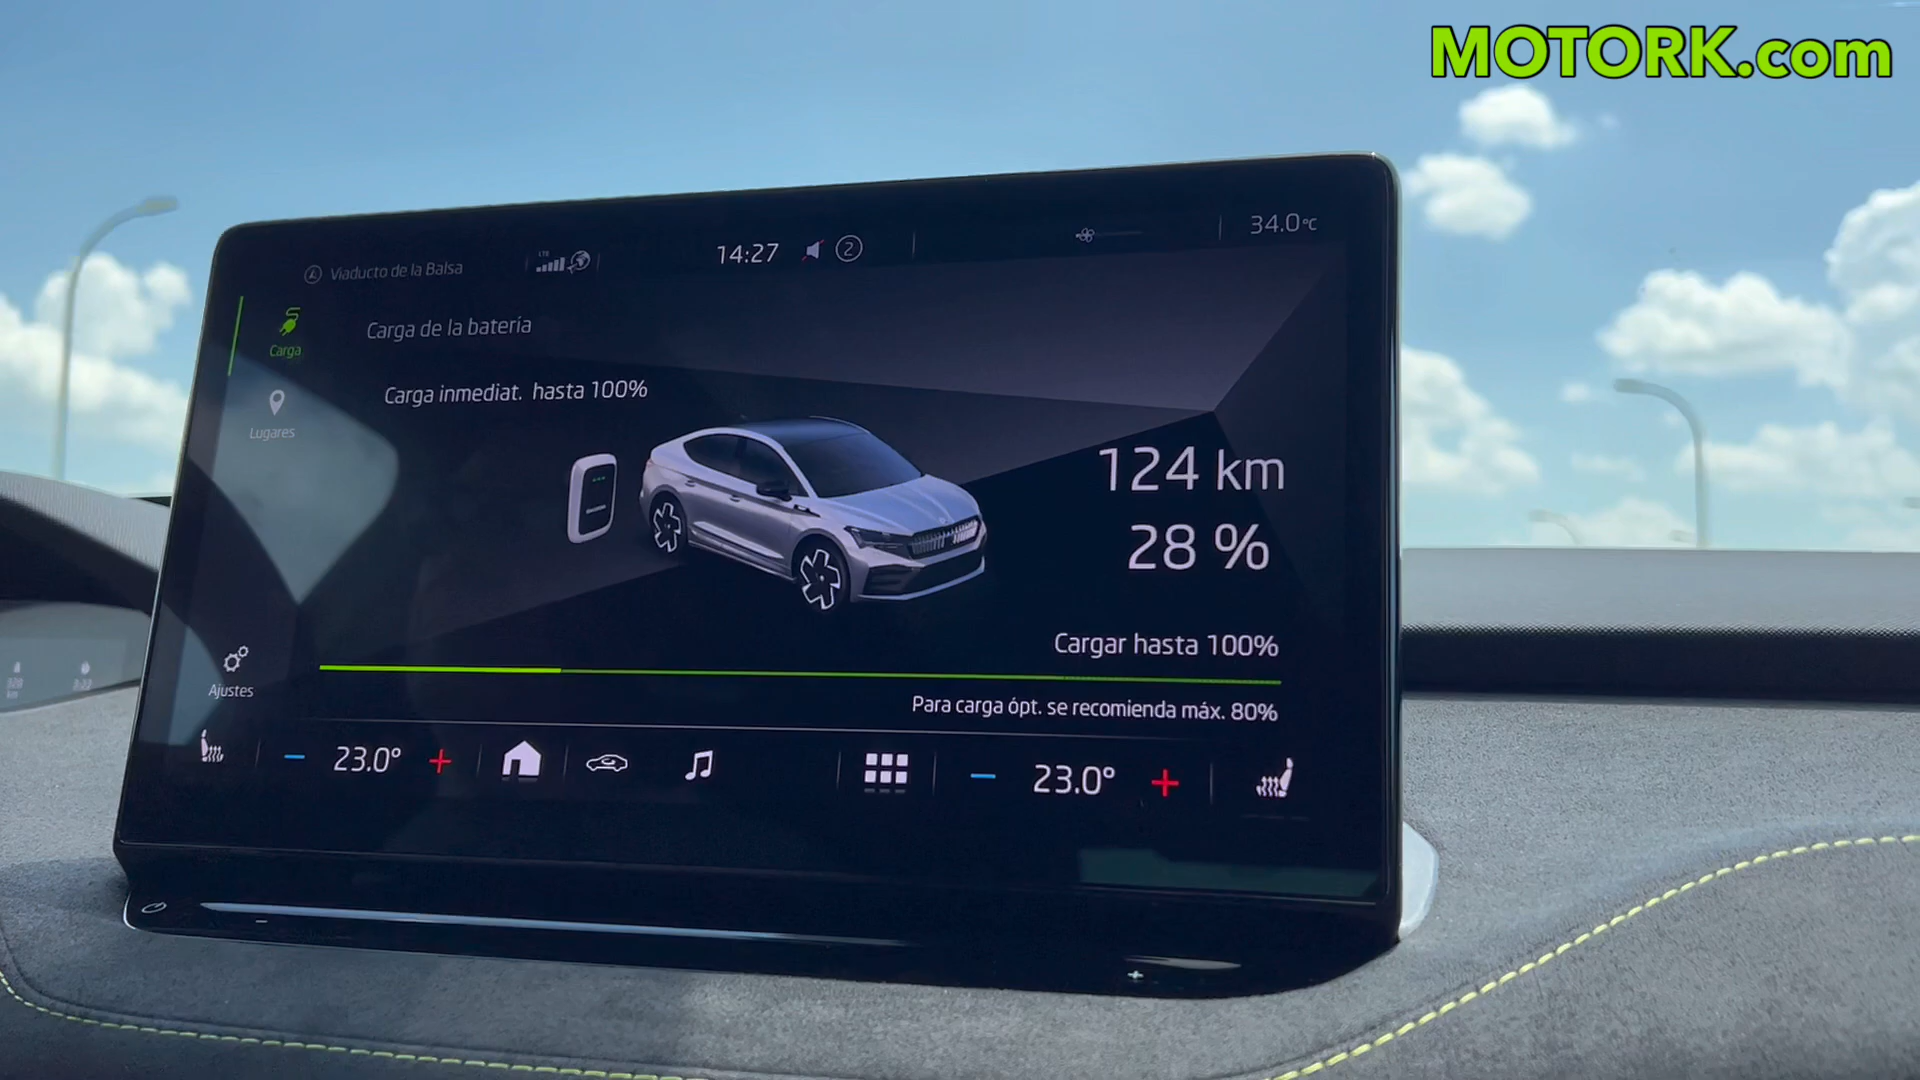 MOTORK.com
Viaducto de la Balsa
LTE
14:27
2
34.0°C
Carga
Carga de la batería
Carga inmediat. hasta 100%
Lugares
124 km
28 %
Cargar hasta 100%
Ajustes
Para carga ópt. se recomienda máx. 80%
23.0°
23.0°